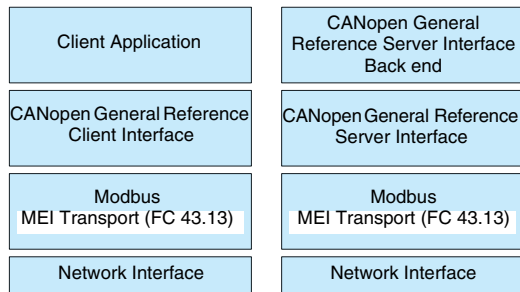 Client Application
CANopen General Reference
Client Interface
Modbus
MEI Transport (FC 43.13)
Network Interface
CANopen General
Reference Server Interface
Back end
CANopen General Reference
Server Interface
Modbus
MEI Transport (FC 43.13)
Network Interface